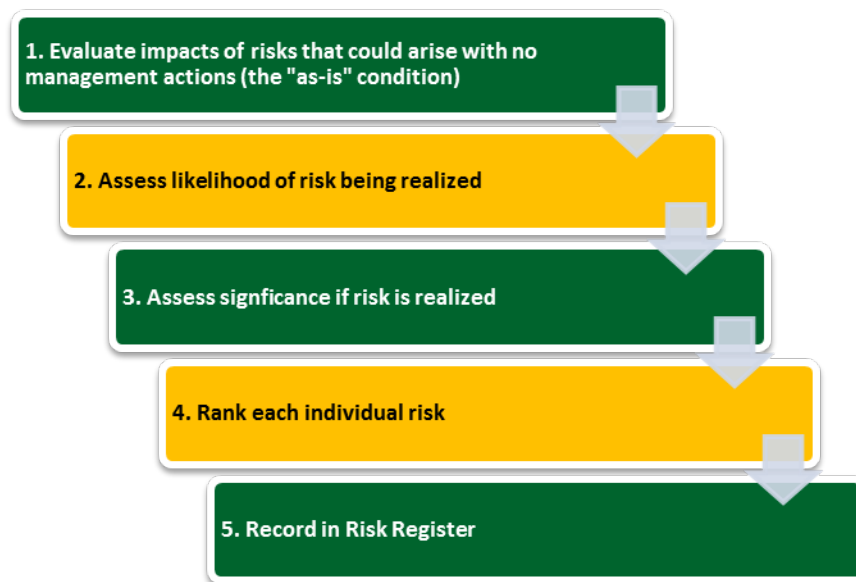 1. Evaluate impacts of risks that could arise with no
management actions (the "as-is" condition)
2. Assess likelihood of risk being realized
3. Assess signficance if risk is realized
4. Rank each individual risk
5. Record in Risk Register